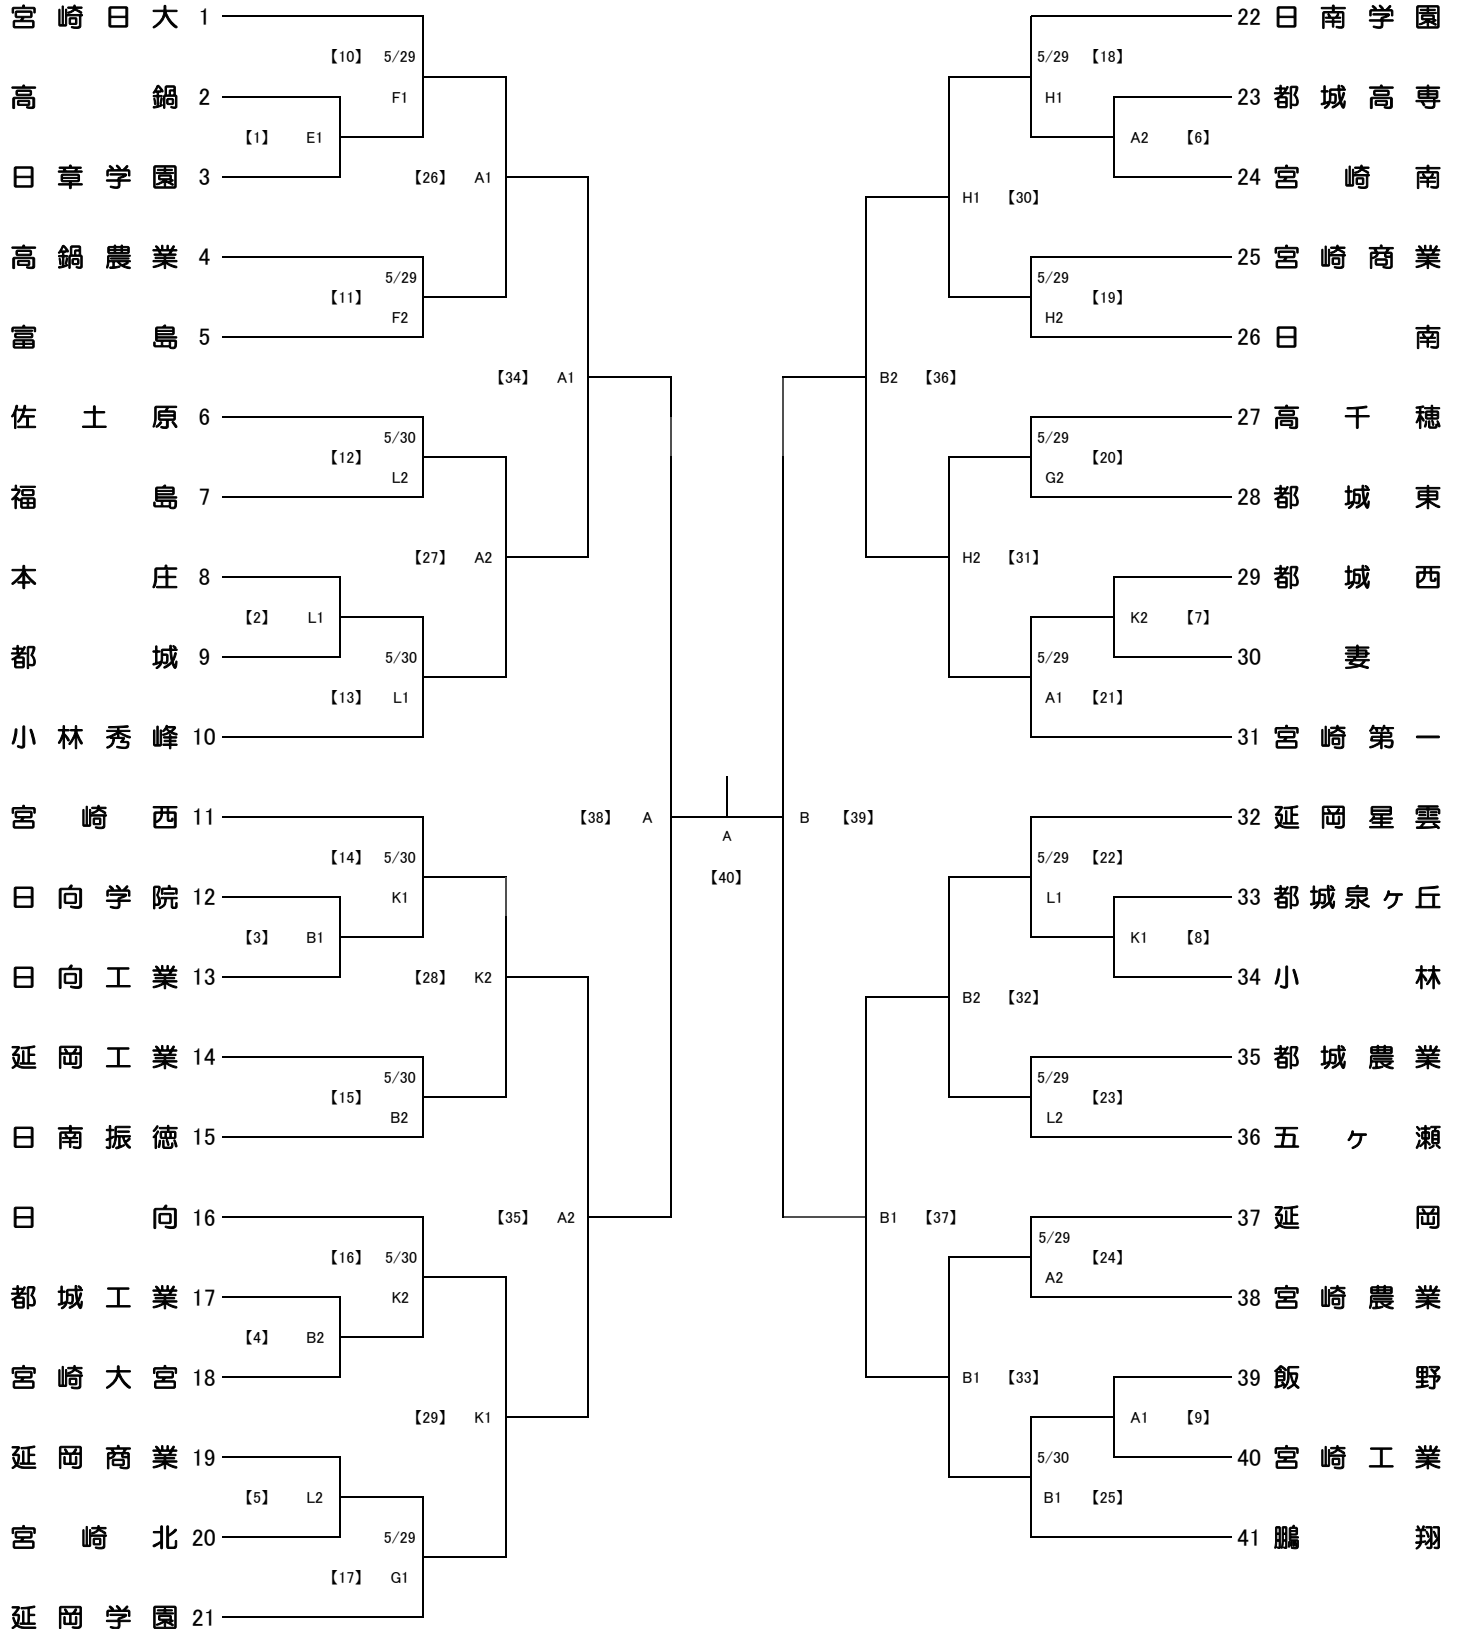 宮崎日大 1
【10】 5/29
高鍋 2
F1
【1】 E1
日章学園 3
【26】 A1
高鍋農業 4
5/29
【11】
F2
富島 5
【34】 A1
佐土原 6
5/30
【12】
L2
福島 7
【27】 A2
本庄 8
【2】 L1
都城 9
5/30
【13】 L1
小林秀峰 10
宮崎西 11
【14】 5/30
日向学院 12
K1
【3】 B1
日向工業 13
【28】 K2
延岡工業 14
5/30
【15】
B2
日南振徳 15
日向 16
【35】 A2
【16】 5/30
都城工業 17
K2
【4】 B2
宮崎大宮 18
【29】 K1
延岡商業 19
【5】 L2
宮崎北 20
5/29
【17】 G1
延岡学園 21
【38】 A
A
【40】
B 【39】
22 日南学園
5/29 【18】
23 都城高専
H1
A2 【6】
24 宮崎南
H1 【30】
25 宮崎商業
5/29
【19】
H2
26 日南
B2 【36】
27 高千穂
5/29
【20】
G2
28 都城東
H2 【31】
29 都城西
K2 【7】
30 妻
5/29
A1 【21】
31 宮崎第一
32 延岡星雲
5/29 【22】
33 都城泉ヶ丘
L1
K1 【8】
34 小林
B2 【32】
35 都城農業
5/29
【23】
L2
36 五ヶ瀬
B1 【37】
37 延岡
5/29
【24】
A2
38 宮崎農業
B1 【33】
39 飯野
A1 【9】
40 宮崎工業
5/30
B1 【25】
41 鵬翔